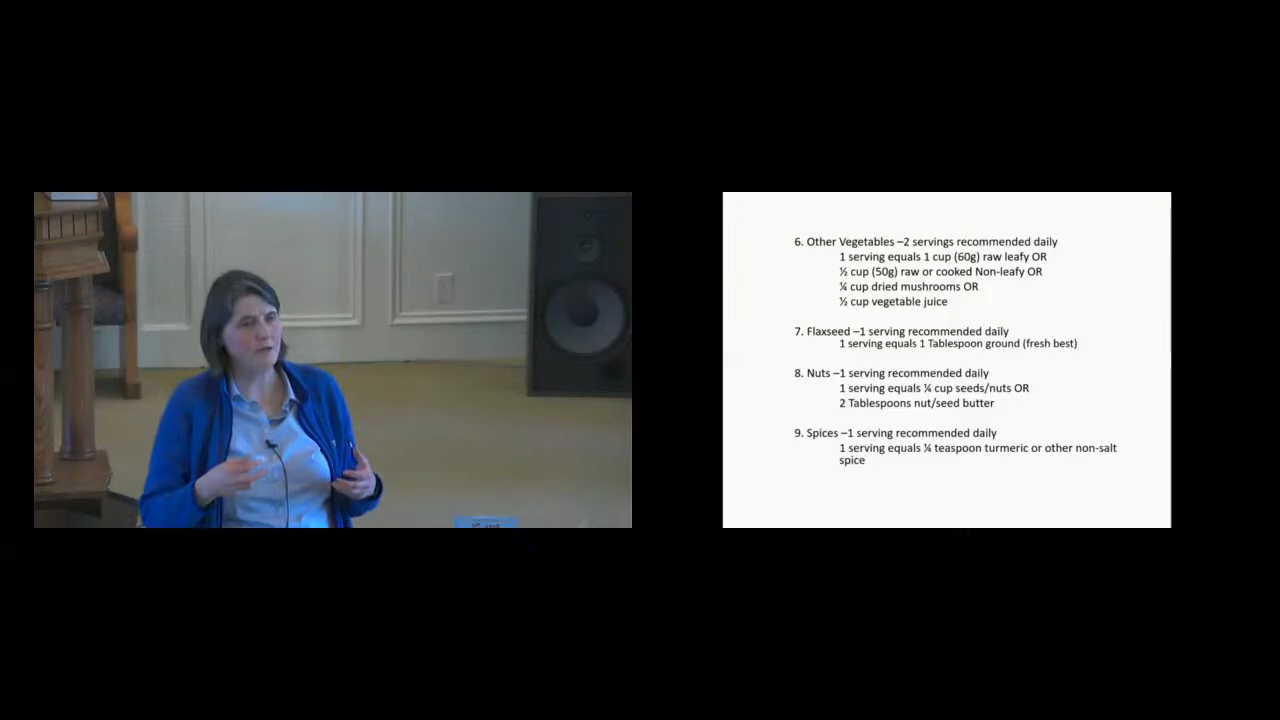 6. Other Vegetables –2 servings recommended daily
1 serving equals 1 cup (60g) raw leafy OR
½ cup (50g) raw or cooked Non-leafy OR
¼ cup dried mushrooms OR
½ cup vegetable juice
7. Flaxseed –1 serving recommended daily
1 serving equals 1 Tablespoon ground (fresh best)
8. Nuts –1 serving recommended daily
1 serving equals ¼ cup seeds/nuts OR
2 Tablespoons nut/seed butter
9. Spices –1 serving recommended daily
1 serving equals ¼ teaspoon turmeric or other non-salt
spice